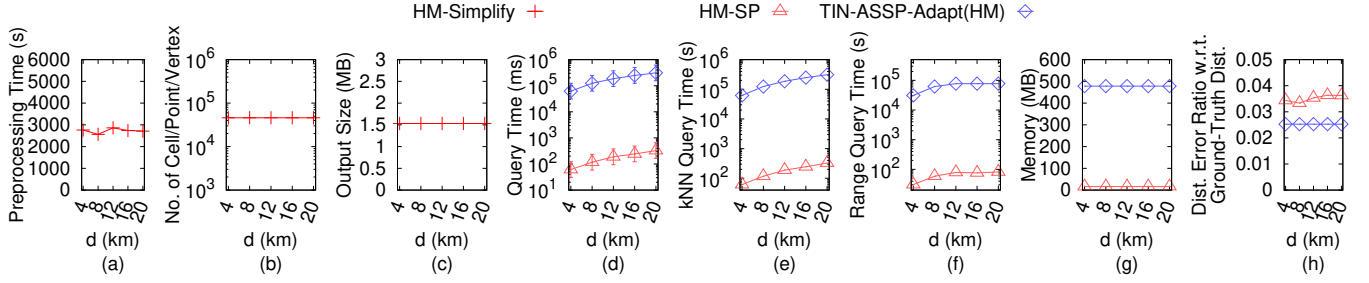 HM-Simplify HM-SP TIN-ASSP-Adapt(HM)
Preprocessing Time (s)
6000
5000
4000
3000
2000
1000
0
4 8 12 16 20
d (km)
(a)
No. of Cell/Point/Vertex
10^6
10^5
10^4
10^3
4 8 12 16 20
d (km)
(b)
Output Size (MB)
3
2.5
2
1.5
1
0.5
0
4 8 12 16 20
d (km)
(c)
Query Time (ms)
10^6
10^5
10^4
10^3
10^2
10^1
4 8 12 16 20
d (km)
(d)
kNN Query Time (s)
10^6
10^5
10^4
10^3
10^2
4 8 12 16 20
d (km)
(e)
Range Query Time (s)
10^5
10^4
10^3
10^2
4 8 12 16 20
d (km)
(f)
Memory (MB)
600
500
400
300
200
100
0
4 8 12 16 20
d (km)
(g)
Dist. Error Ratio w.r.t.
Ground-Truth Dist.
0.05
0.04
0.03
0.02
0.01
0
4 8 12 16 20
d (km)
(h)